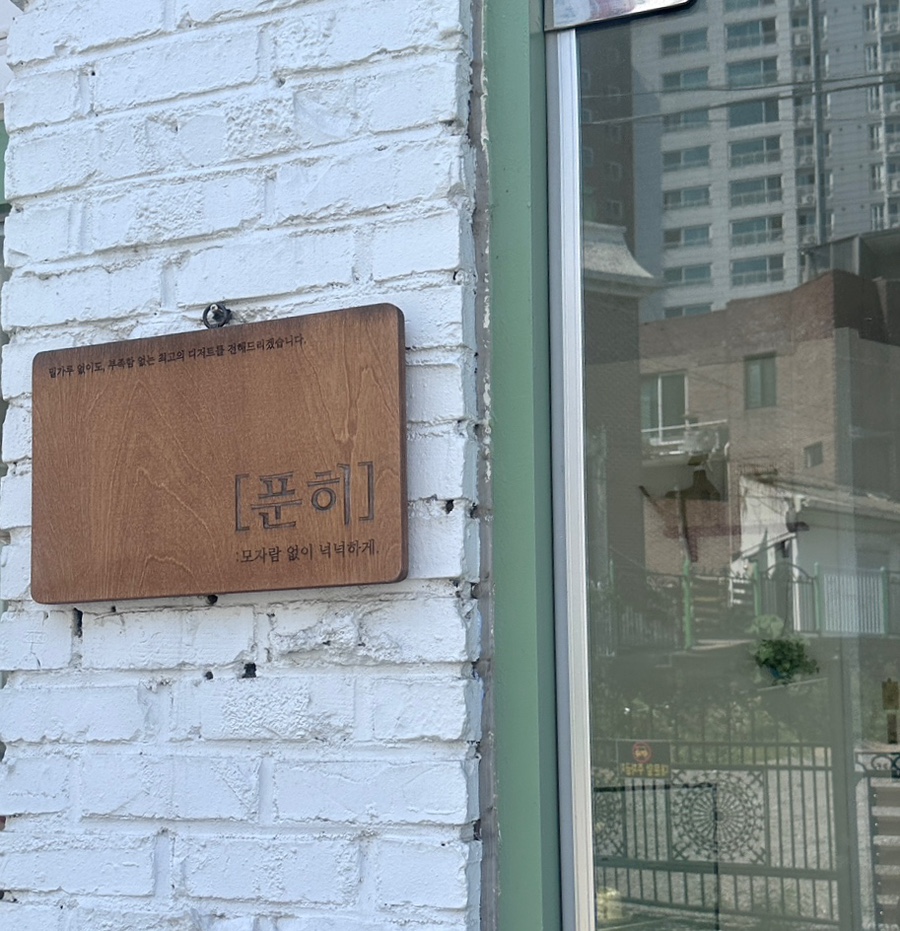 밀가루 없이도, 부족함 없는 최고의 디저트를 전해드리겠습니다.
[푼히]
:모자람 없이 넉넉하게.